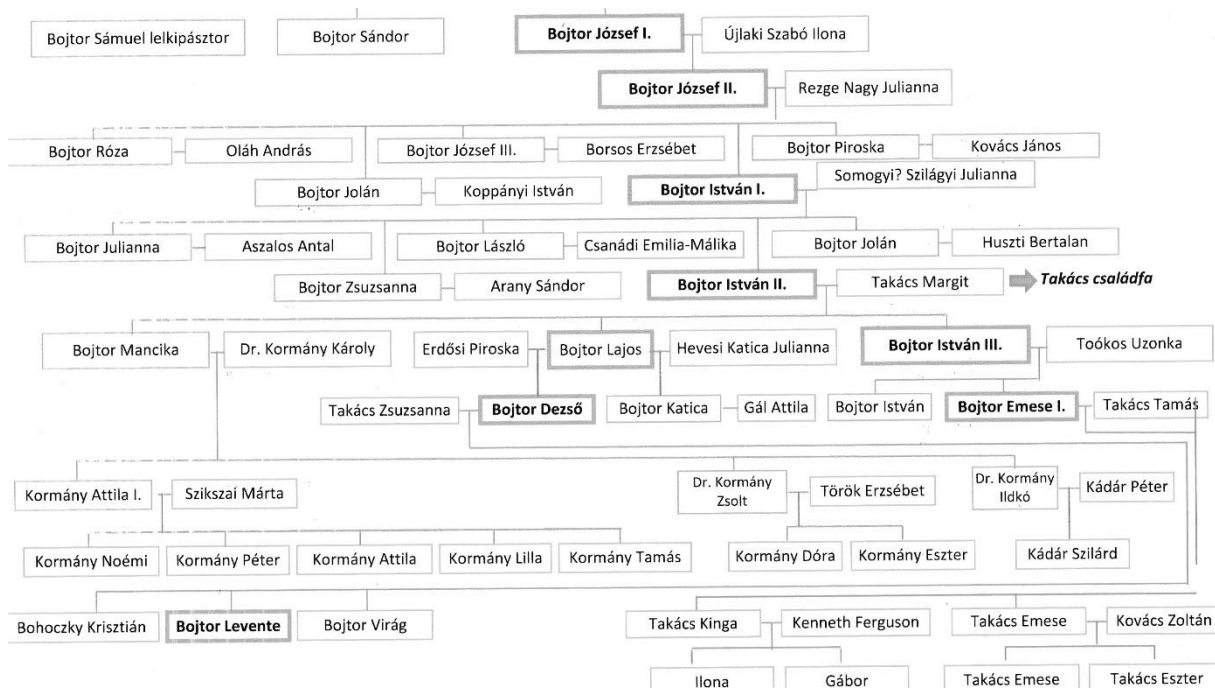 Bojtor Sámuel lelkipásztor
Bojtor Sándor
Bojtor József I.
Újlaki Szabó Ilona
Bojtor József II.
Rezge Nagy Julianna
Bojtor Róza
Oláh András
Bojtor József III.
Borsos Erzsébet
Bojtor Piroska
Kovács János
Bojtor Jolán
Koppányi István
Bojtor István I.
Somogyi? Szilágyi Julianna
Bojtor Julianna
Aszalos Antal
Bojtor László
Csanádi Emilia-Málika
Bojtor Jolán
Huszti Bertalan
Bojtor Zsuzsanna
Arany Sándor
Bojtor István II.
Takács Margit
Takács családfa
Bojtor Mancika
Dr. Kormány Károly
Erdősi Piroska
Bojtor Lajos
Hevesi Katica Julianna
Bojtor István III.
Toókos Uzonka
Takács Zsuzsanna
Bojtor Dezső
Bojtor Katica
Gál Attila
Bojtor István
Bojtor Emese I.
Takács Tamás
Kormány Attila I.
Szikszaí Márta
Dr. Kormány
Zsolt
Török Erzsébet
Dr. Kormány
Ildkó
Kádár Péter
Kormány Noémi
Kormány Péter
Kormány Attila
Kormány Lilla
Kormány Tamás
Kormány Dóra
Kormány Eszter
Kádár Szilárd
Bohoczky Krisztián
Bojtor Levente
Bojtor Virág
Takács Kinga
Kenneth Ferguson
Takács Emese
Kovács Zoltán
Ilona
Gábor
Takács Emese
Takács Eszter